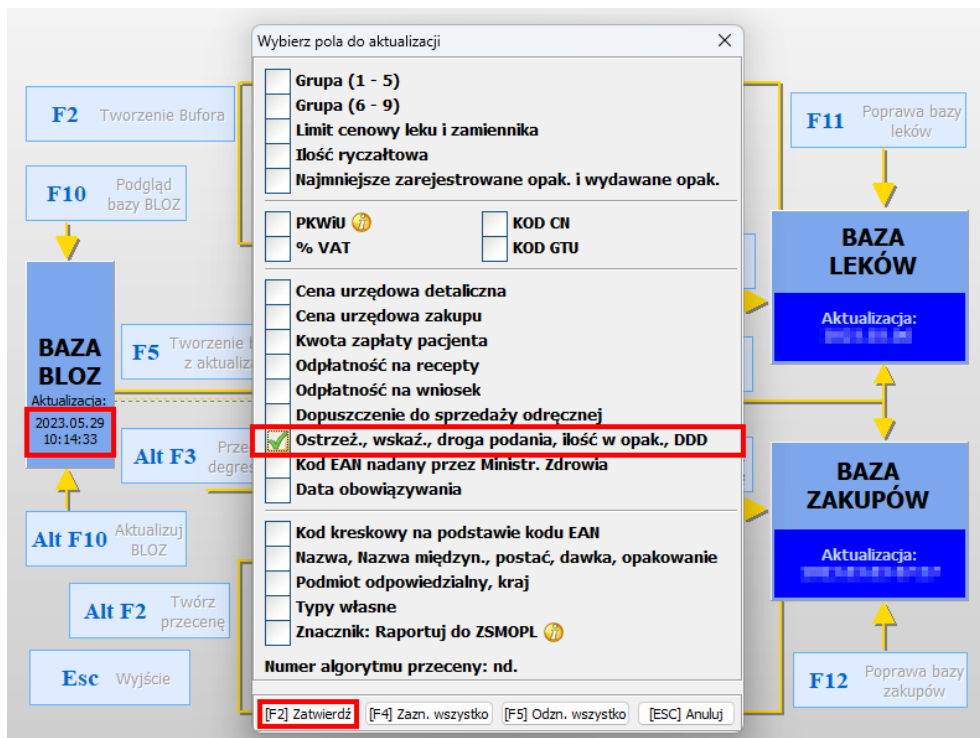 Wybierz pola do aktualizacji
Grupa (1 - 5)
Grupa (6 - 9)
Limit cenowy leku i zamiennika
Ilość ryczałtowa
Najmniejsze zarejestrowane opak. i wydawane opak.
PKWiU
KOD CN
% VAT
KOD GTU
Cena urzędowa detaliczna
Cena urzędowa zakupu
Kwota zapłaty pacjenta
Odpłatność na recepty
Odpłatność na wniosek
Dopuszczenie do sprzedaży odręcznej
Ostrzeż., wskaź., droga podania, ilość w opak., DDD
Kod EAN nadany przez Ministr. Zdrowia
Data obowiązywania
Kod kreskowy na podstawie kodu EAN
Nazwa, Nazwa międzyn., postać, dawka, opakowanie
Podmiot odpowiedzialny, kraj
Typy własne
Znacznik: Raportuj do ZSMOPL
Numer algorytmu przeceny: nd.
[F2] Zatwierdź
[F4] Zazn. wszystko
[F5] Odzn. wszystko
[ESC] Anuluj
F2 Tworzenie Bufora
F10 Podgląd
bazy BLOZ
BAZA
BLOZ
Aktualizacja:
2023.05.29
10:14:33
F5 Tworzenie
z
Alt F3
Alt F10 Aktualizuj
BLOZ
Alt F2 Twórz
przecenę
Esc Wyjście
F11 Poprawa bazy
leków
BAZA
LEKÓW
Aktualizacja:
BAZA
ZAKUPÓW
Aktualizacja:
F12 Poprawa bazy
zakupów